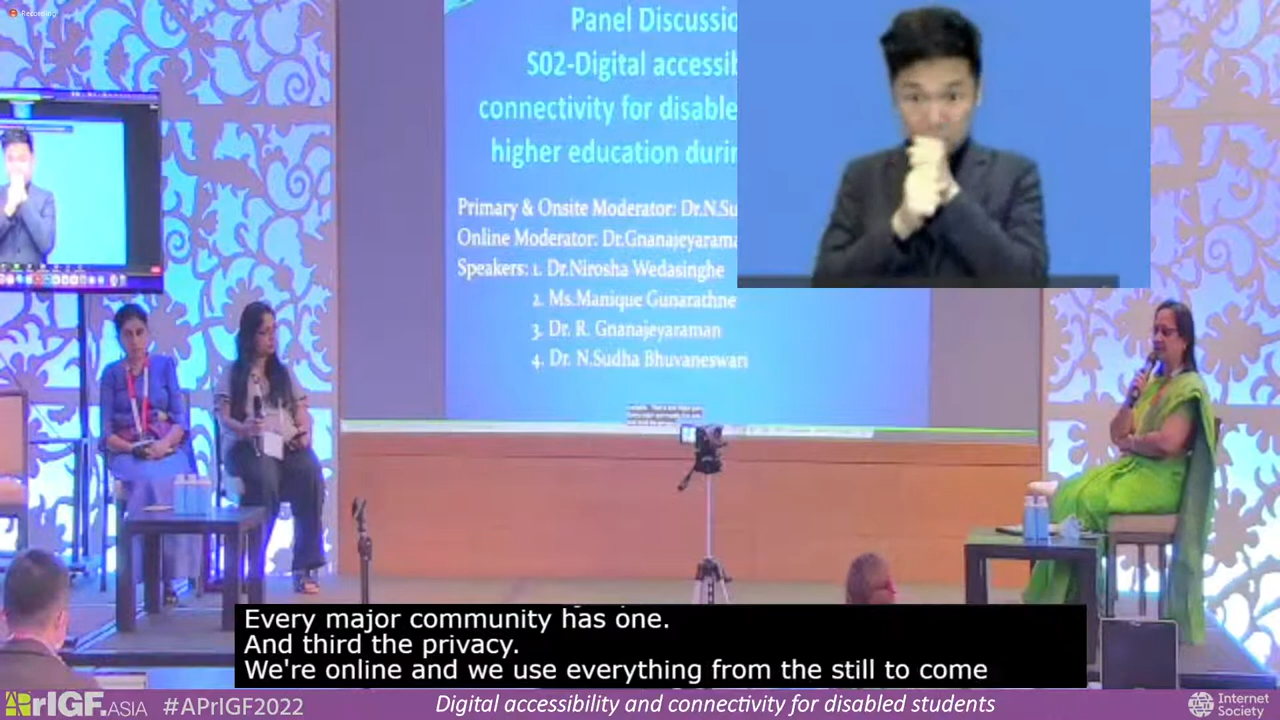 Recording
Panel Discussio
S02-Digital accessib
connectivity for disable
higher education durin
Primary & Onsite Moderator: Dr.N.Su
Online Moderator: Dr.Gnanajeyarama
Speakers: 1. Dr.Nirosha Wedasinghe
2. Ms.Manique Gunarathne
3. Dr. R. Gnanajeyaraman
4. Dr. N.Sudha Bhuvaneswari
Every major community has one.
And third the privacy.
We're online and we use everything from the still to come
APrIGF.ASIA #APrIGF2022
Digital accessibility and connectivity for disabled students
Internet
Society